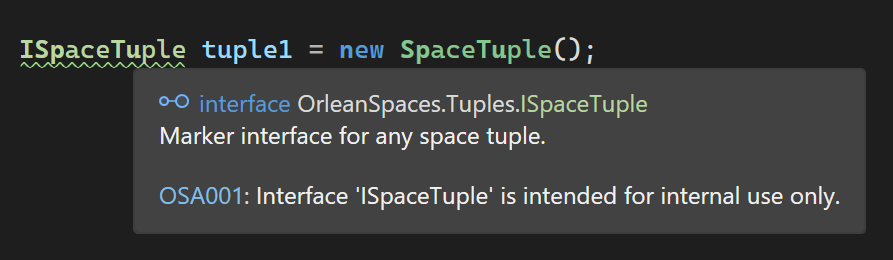 ISpaceTuple tuple1 = new SpaceTuple();
interface OrleanSpaces.Tuples.ISpaceTuple
Marker interface for any space tuple.
OSA001: Interface 'ISpaceTuple' is intended for internal use only.